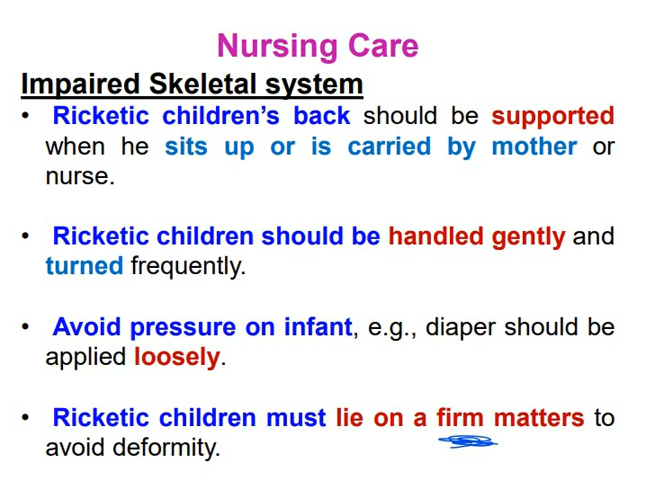 Nursing Care
Impaired Skeletal system
• Ricketic children’s back should be supported
when he sits up or is carried by mother or
nurse.
• Ricketic children should be handled gently and
turned frequently.
• Avoid pressure on infant, e.g., diaper should be
applied loosely.
• Ricketic children must lie on a firm matters to
avoid deformity.